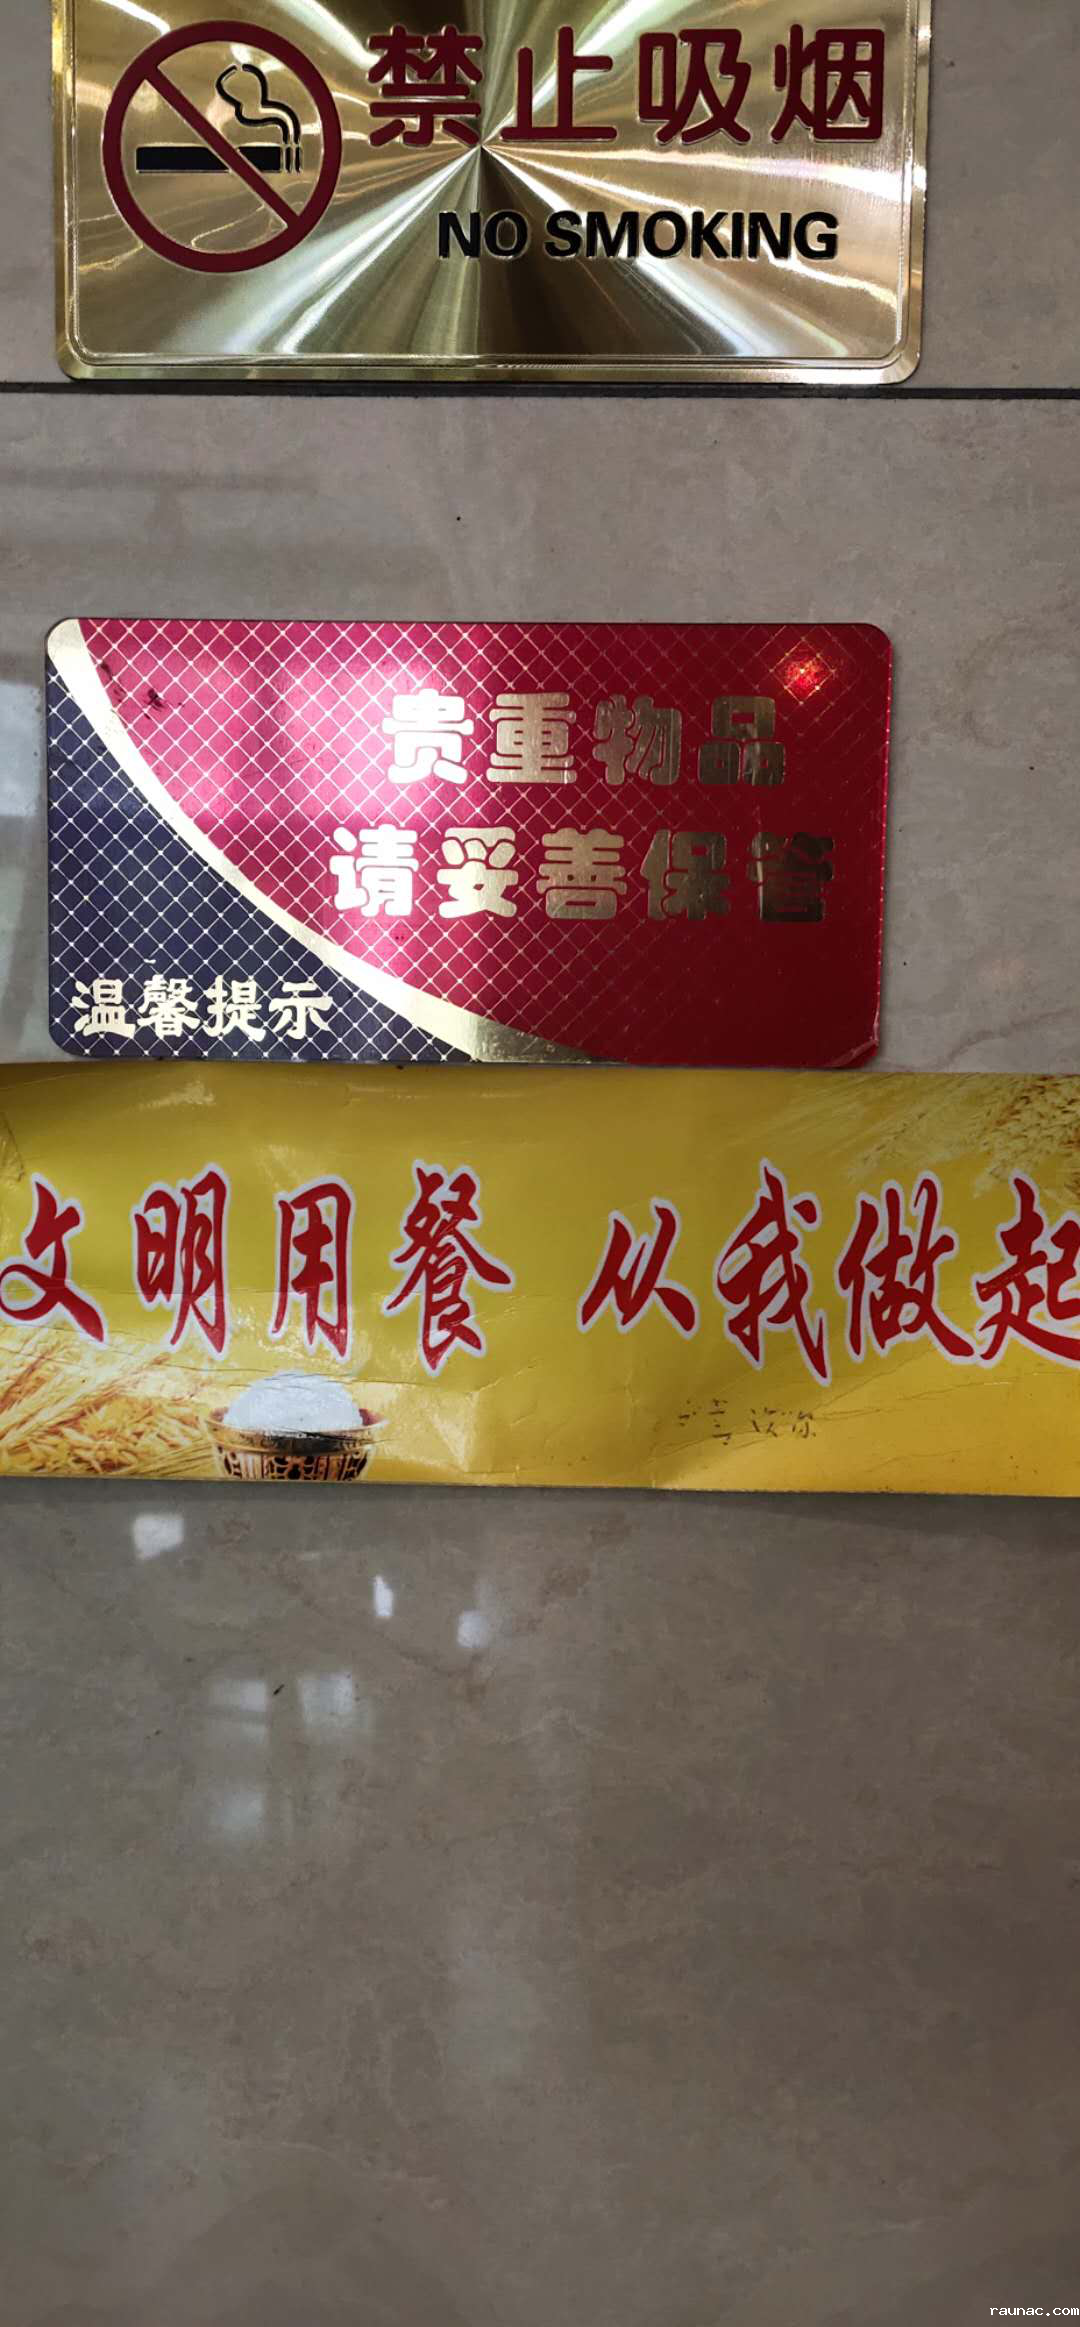 禁止吸烟
NO SMOKING
贵重物品
请妥善保管
温馨提示
文明用餐 从我做起
raunac.com